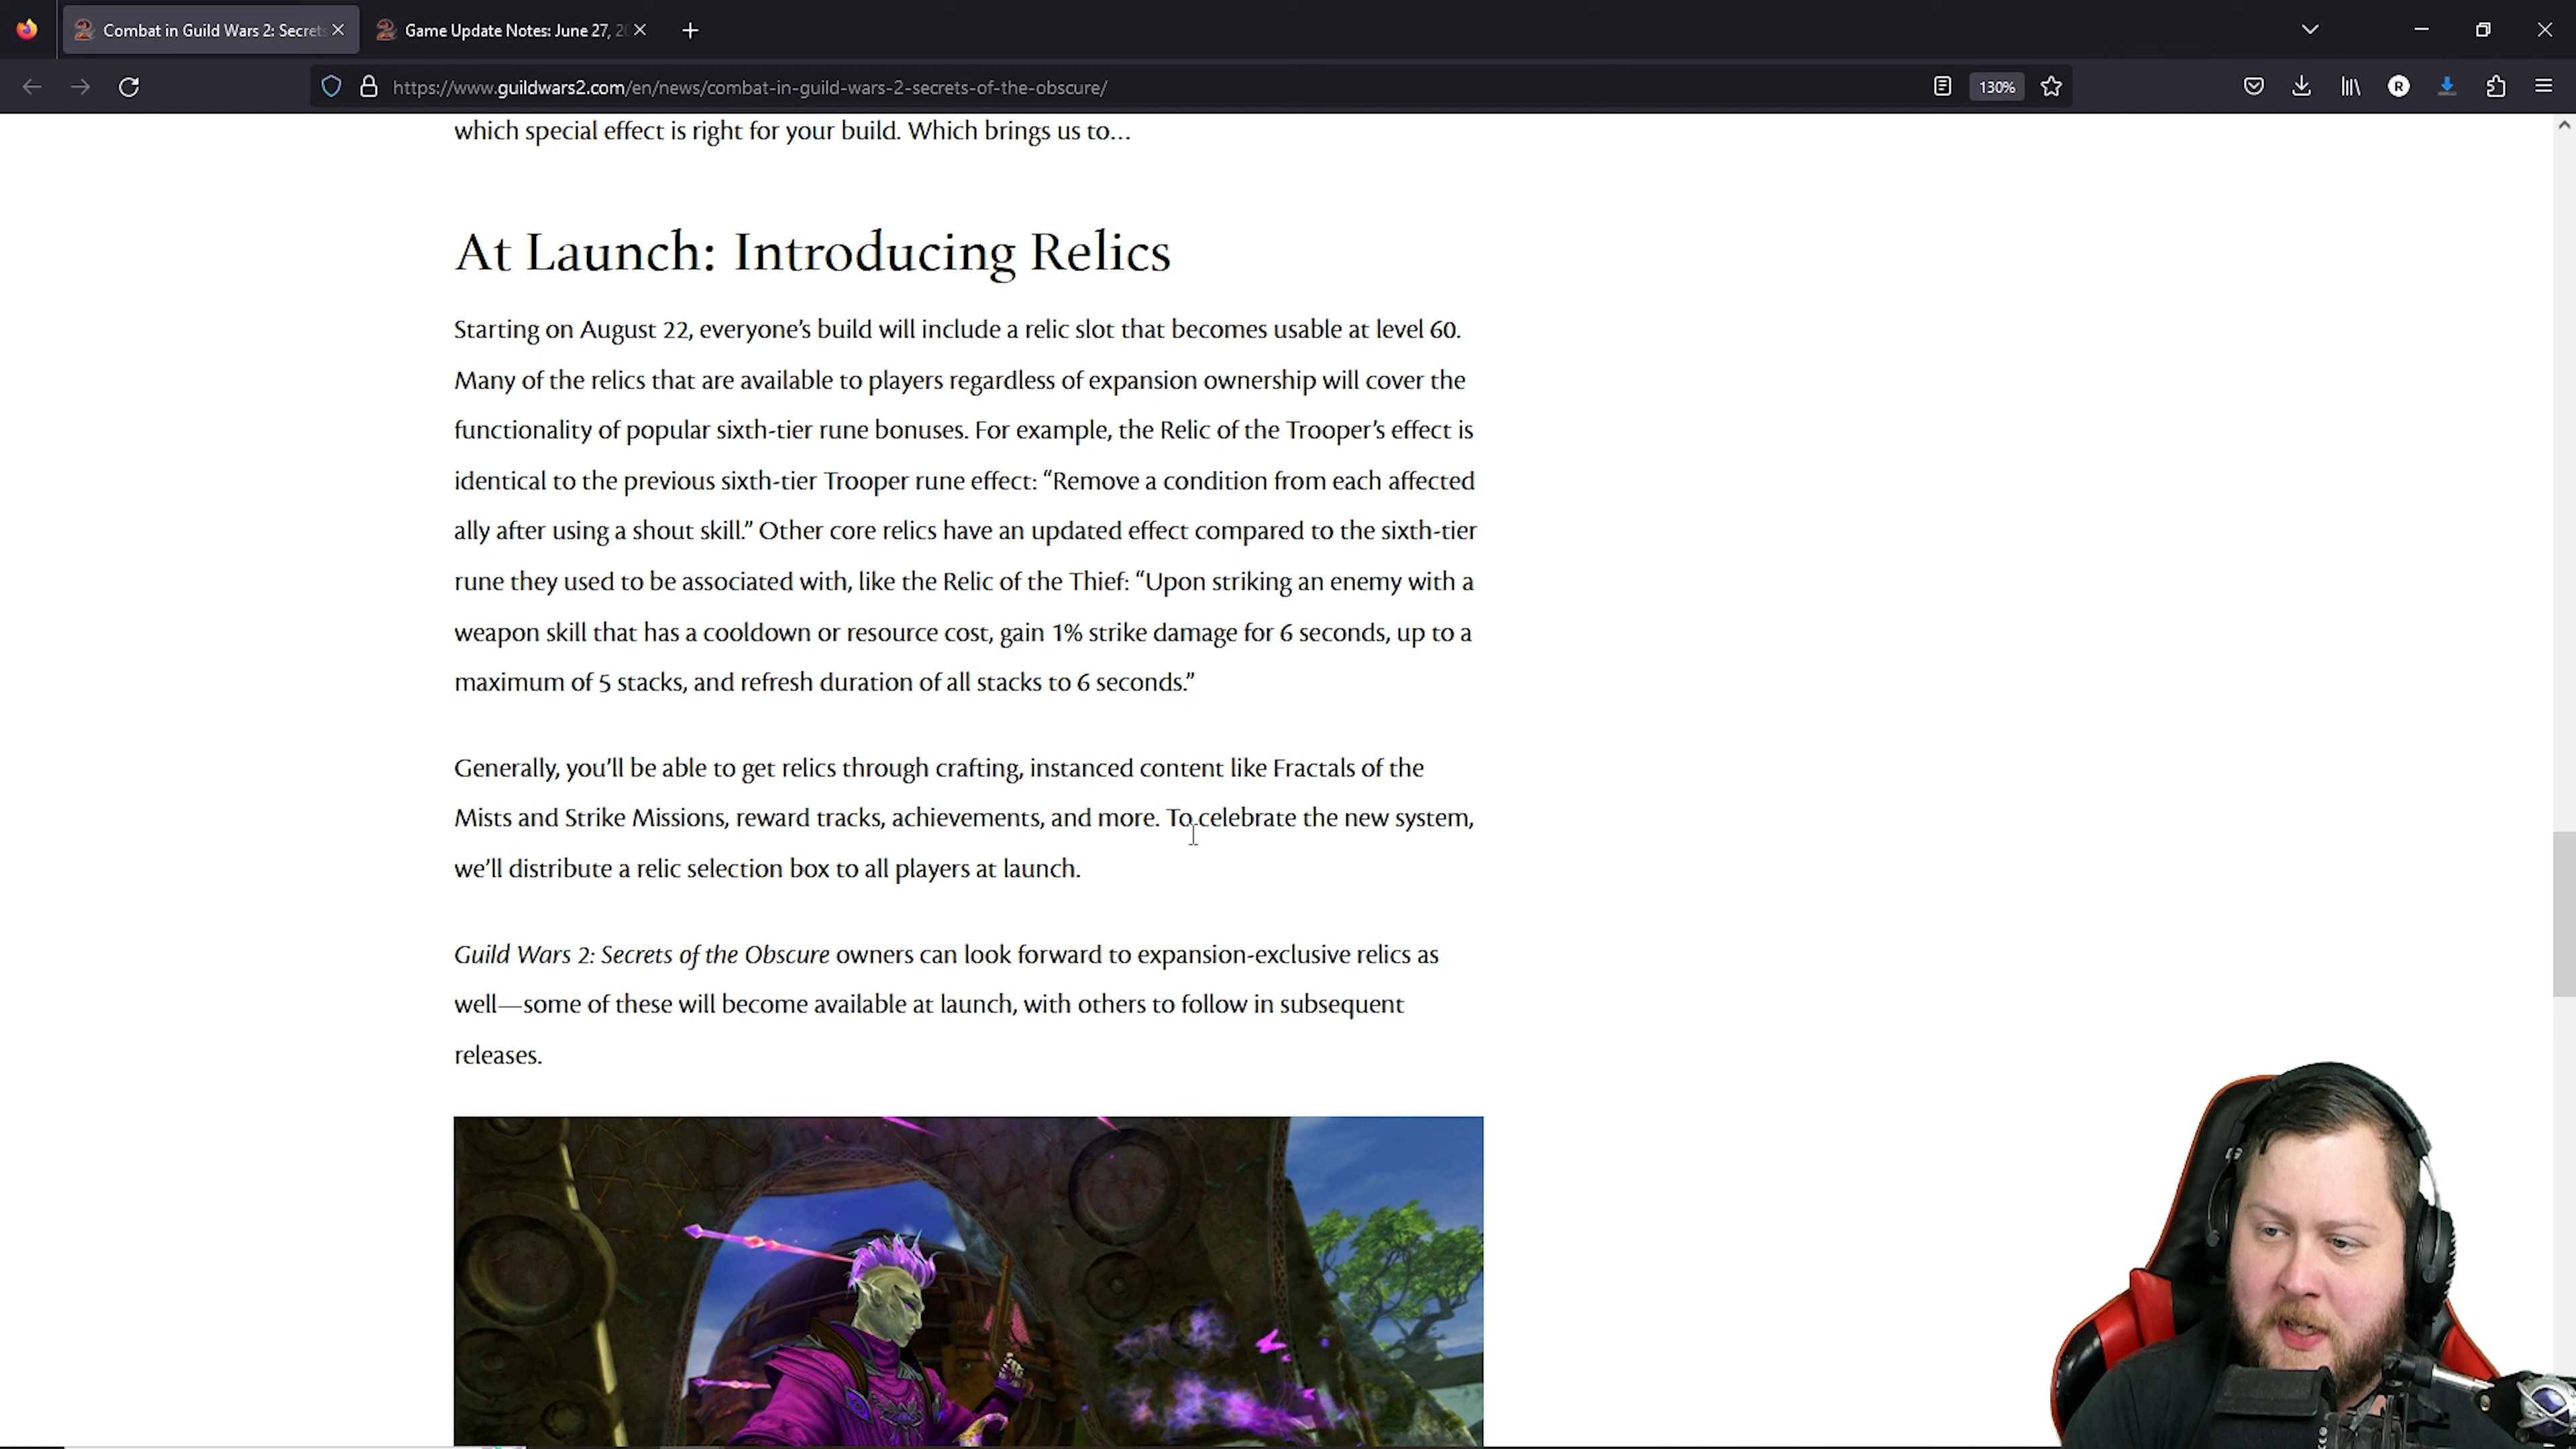 Combat in Guild Wars 2: Secrets
Game Update Notes: June 27, 20
https://www.guildwars2.com/en/news/combat-in-guild-wars-2-secrets-of-the-obscure/
130%
R
which special effect is right for your build. Which brings us to…
At Launch: Introducing Relics
Starting on August 22, everyone’s build will include a relic slot that becomes usable at level 60.
Many of the relics that are available to players regardless of expansion ownership will cover the
functionality of popular sixth-tier rune bonuses. For example, the Relic of the Trooper’s effect is
identical to the previous sixth-tier Trooper rune effect: “Remove a condition from each affected
ally after using a shout skill.” Other core relics have an updated effect compared to the sixth-tier
rune they used to be associated with, like the Relic of the Thief: “Upon striking an enemy with a
weapon skill that has a cooldown or resource cost, gain 1% strike damage for 6 seconds, up to a
maximum of 5 stacks, and refresh duration of all stacks to 6 seconds.”
Generally, you’ll be able to get relics through crafting, instanced content like Fractals of the
Mists and Strike Missions, reward tracks, achievements, and more. To celebrate the new system,
we’ll distribute a relic selection box to all players at launch.
Guild Wars 2: Secrets of the Obscure owners can look forward to expansion-exclusive relics as
well—some of these will become available at launch, with others to follow in subsequent
releases.